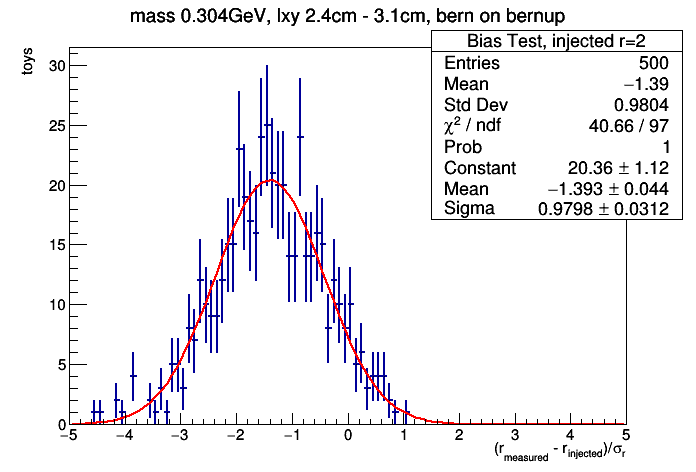 mass 0.304GeV, lxy 2.4cm - 3.1cm, bern on bernup
Bias Test, injected r=2
Entries 500
Mean −1.39
Std Dev 0.9804
χ² / ndf 40.66 / 97
Prob 1
Constant 20.36 ± 1.12
Mean −1.393 ± 0.044
Sigma 0.9798 ± 0.0312
toys
30
25
20
15
10
5
0
−5 −4 −3 −2 −1 0 1 2 3 4 5
(r_measured - r_injected)/σ_r